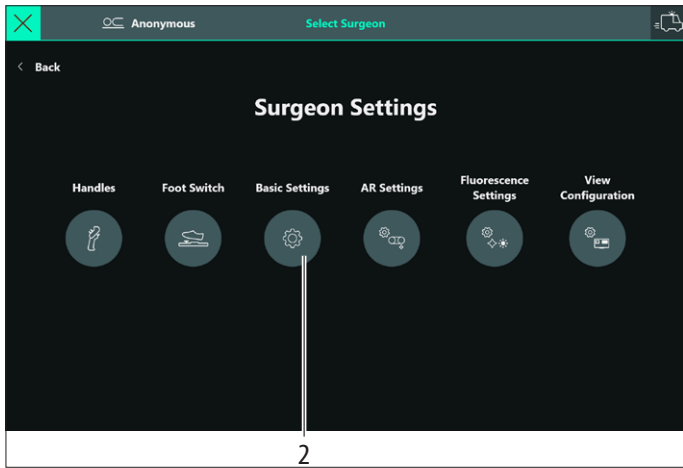 Anonymous
Select Surgeon
Back
Surgeon Settings
Handles
Foot Switch
Basic Settings
AR Settings
Fluorescence
Settings
View
Configuration
2